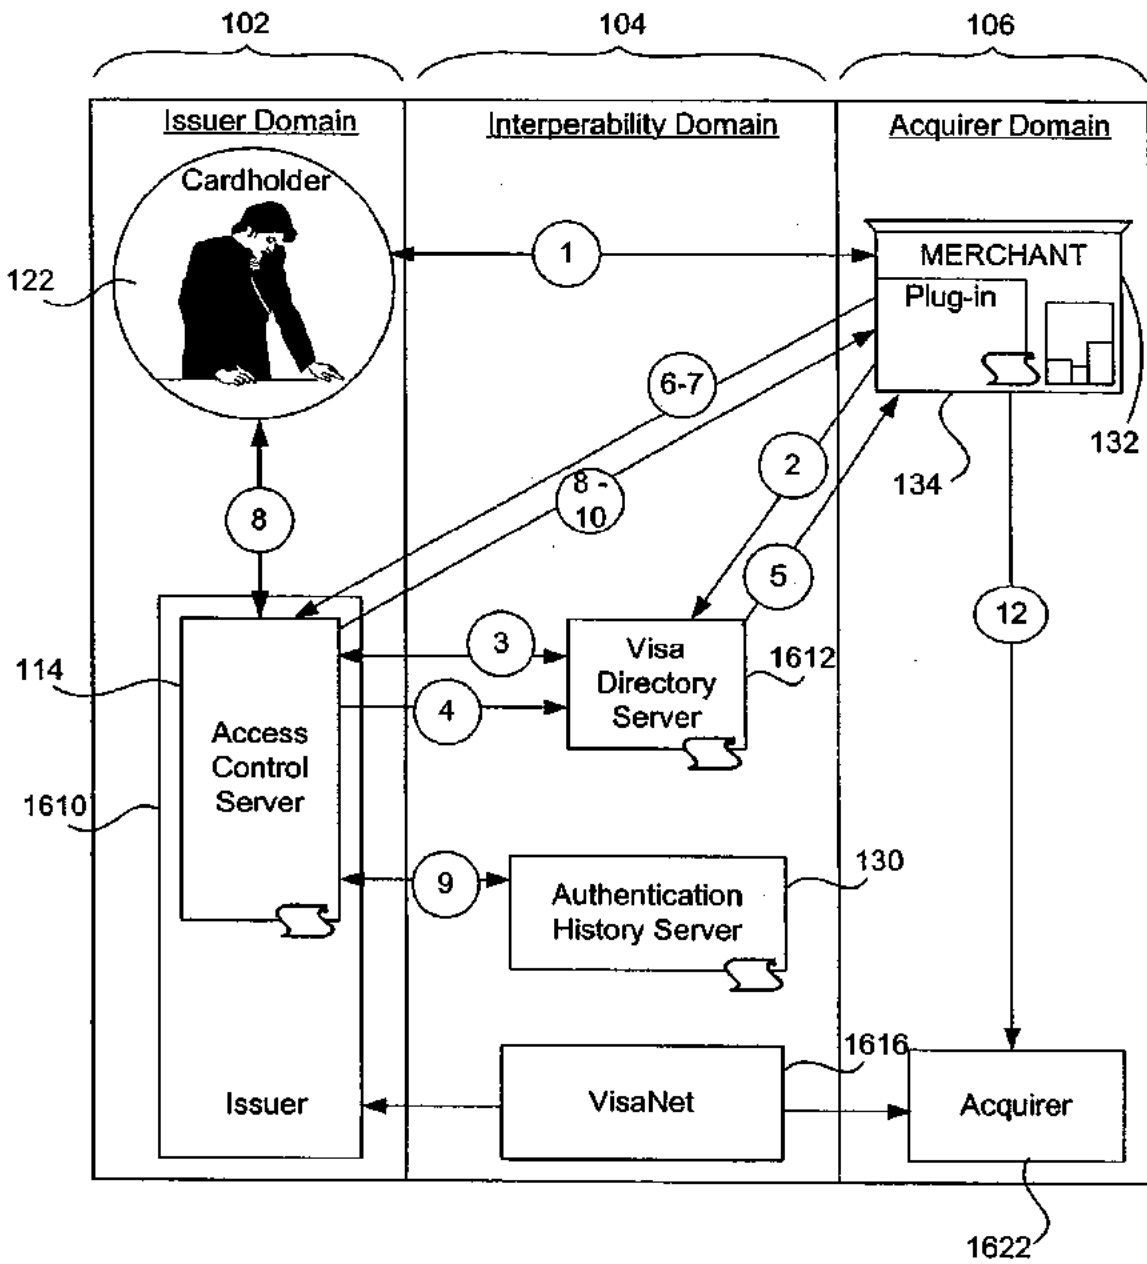 102
104
106
Issuer Domain
Interperability Domain
Acquirer Domain
Cardholder
1
MERCHANT
Plug-in
122
6-7
132
2
134
8 -
10
8
5
12
3
Visa
Directory
Server
1612
114
4
Access
Control
Server
1610
9
Authentication
History Server
130
1616
Issuer
VisaNet
Acquirer
1622